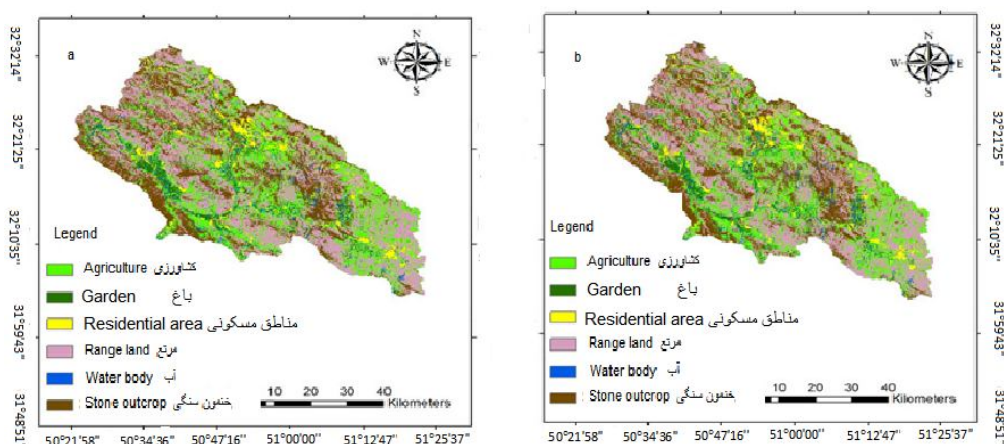 a
N
W E
S
32°32'14"
32°21'25"
32°10'35"
31°59'43"
31°48'51"
Legend
Agriculture کشاورزی
Garden باغ
Residential area مناطق مسکونی
Range land مرتع
Water body آب
Stone outcrop سنگی
10 20 30 40
Kilometers
50°21'58" 50°34'36" 50°47'16" 51°00'00" 51°12'47" 51°25'37"
b
N
W E
S
32°32'14"
32°21'25"
32°10'35"
31°59'43"
31°48'51"
Legend
Agriculture کشاورزی
Garden باغ
Residential area مناطق مسکونی
Range land مرتع
Water body آب
Stone outcrop سنگی
10 20 30 40
Kilometers
50°21'58" 50°34'36" 50°47'16" 51°00'00" 51°12'47" 51°25'37"